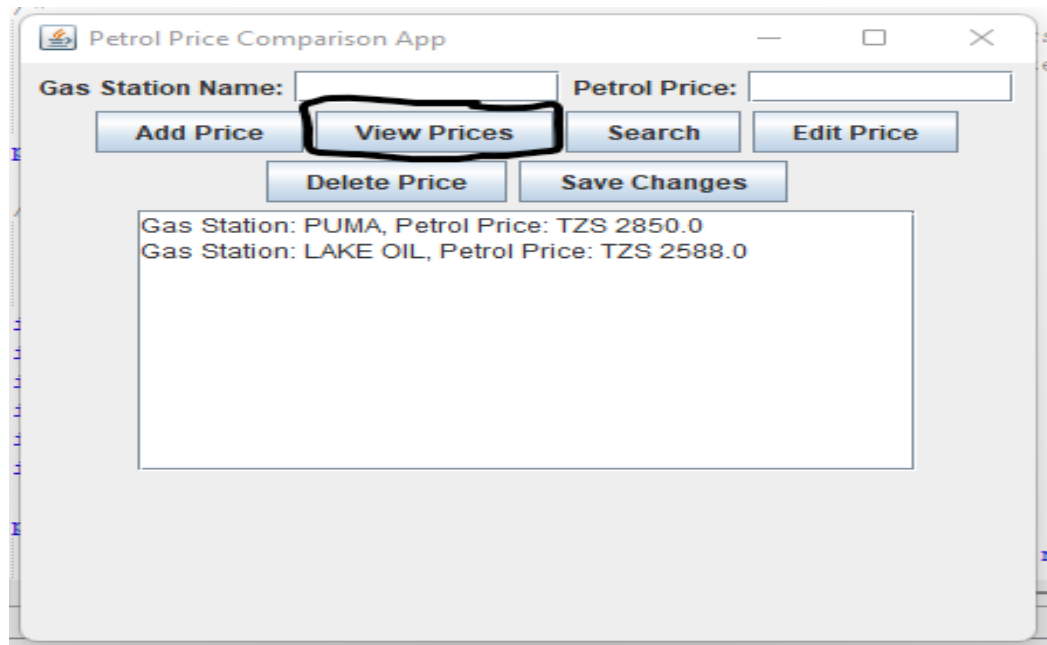 Petrol Price Comparison App
Gas Station Name: Petrol Price:
Add Price View Prices Search Edit Price
Delete Price Save Changes
Gas Station: PUMA, Petrol Price: TZS 2850.0
Gas Station: LAKE OIL, Petrol Price: TZS 2588.0